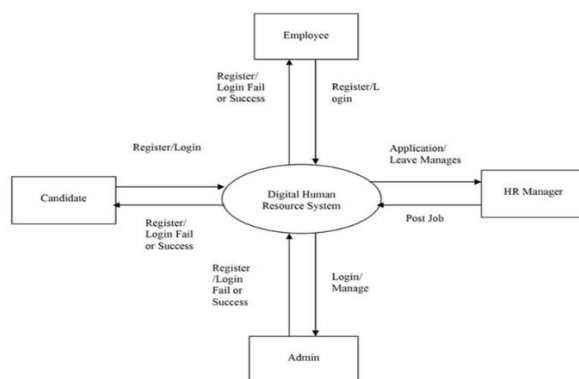 Employee
Register/
Login Fail
or Success
Register/L
ogin
Register/Login
Application/
Leave Manages
Candidate
Digital Human
Resource System
HR Manager
Register/
Login Fail
or Success
Post Job
Register
/Login
Fail or
Success
Login/
Manage
Admin